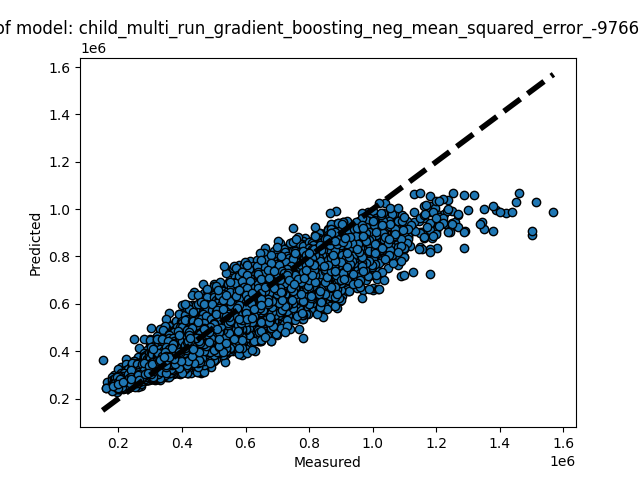 of model: child_multi_run_gradient_boosting_neg_mean_squared_error_-9766
1e6
1.6
1.4
1.2
1.0
0.8
0.6
0.4
0.2
Predicted
0.2 0.4 0.6 0.8 1.0 1.2 1.4 1.6
Measured
1e6